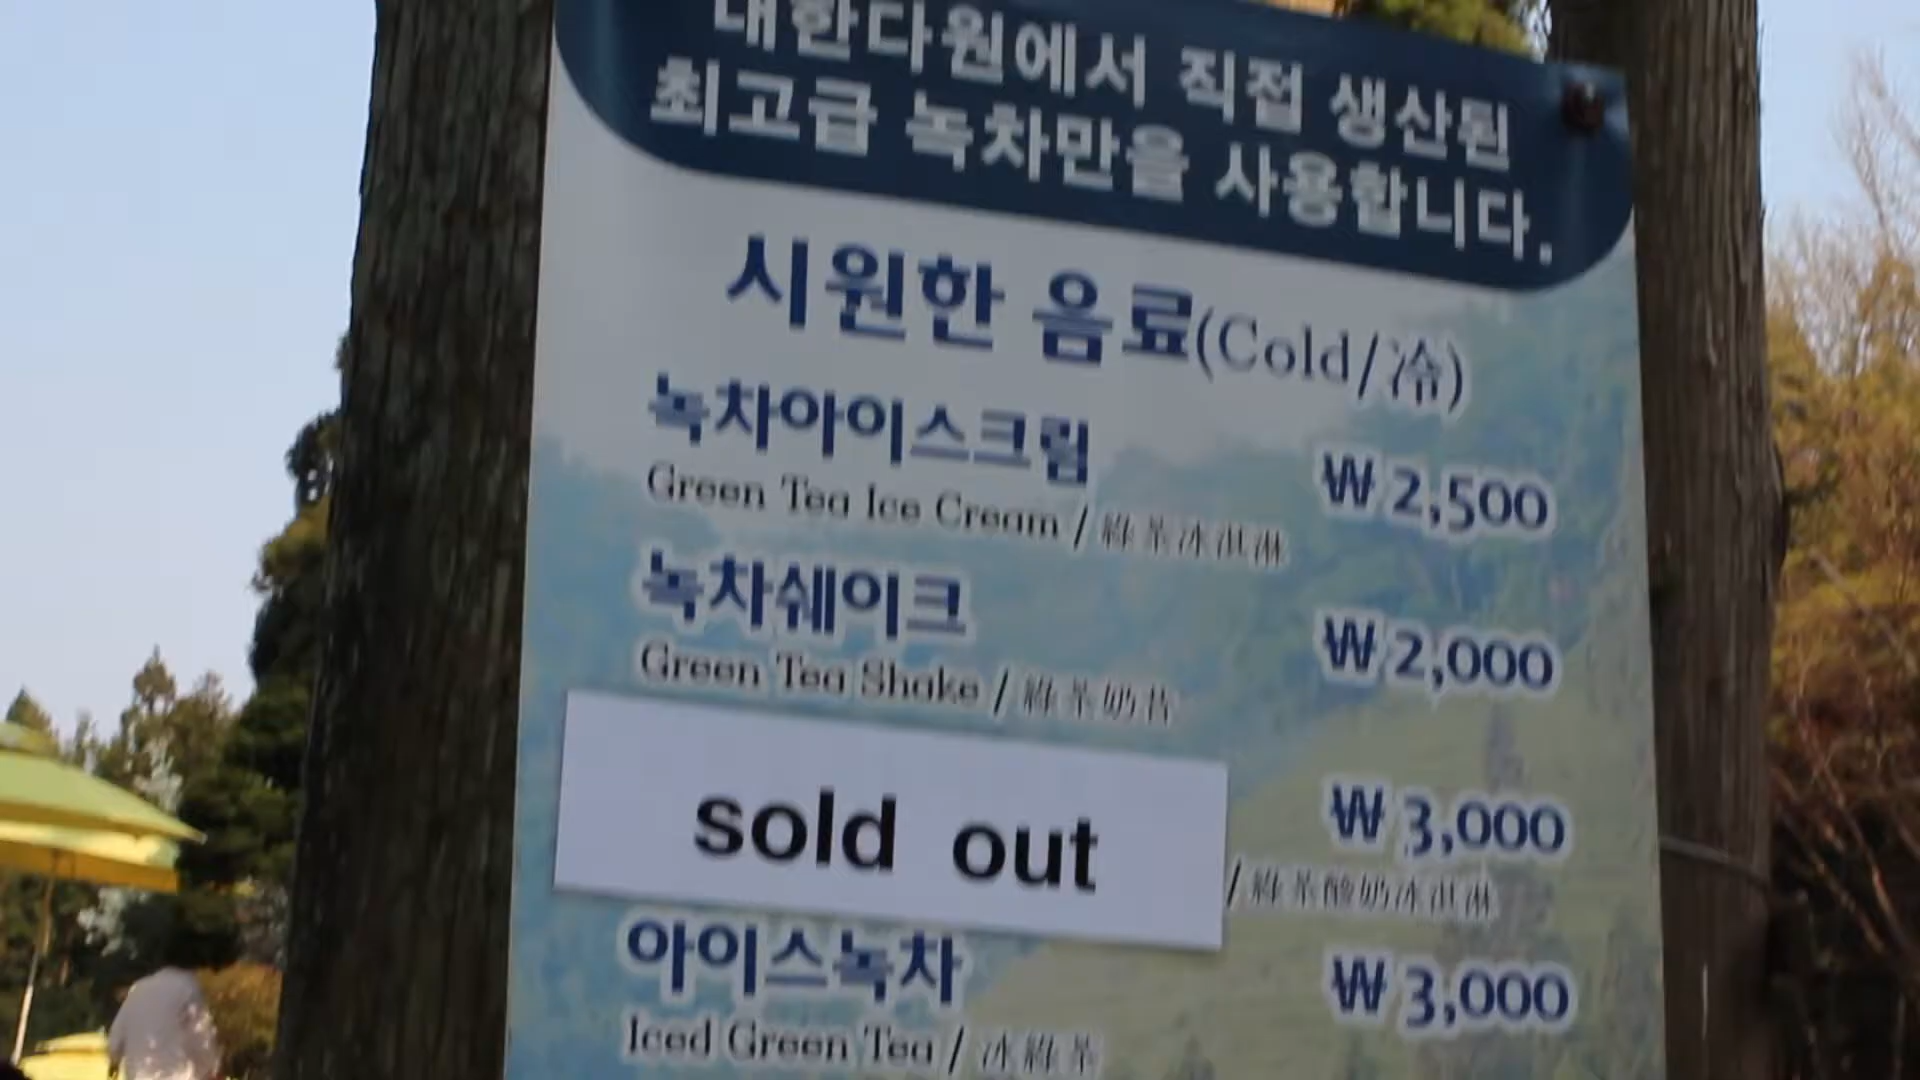 대한다원에서 직접 생산된
최고급 녹차만을 사용합니다.
시원한 음료(Cold/冷)
녹차아이스크림
₩2,500
Green Tea Ice Cream / 綠茶冰淇淋
녹차쉐이크
₩2,000
Green Tea Shake / 綠茶奶昔
sold out
₩3,000
/ 綠茶酸奶冰淇淋
아이스녹차
₩3,000
Iced Green Tea / 冰綠茶